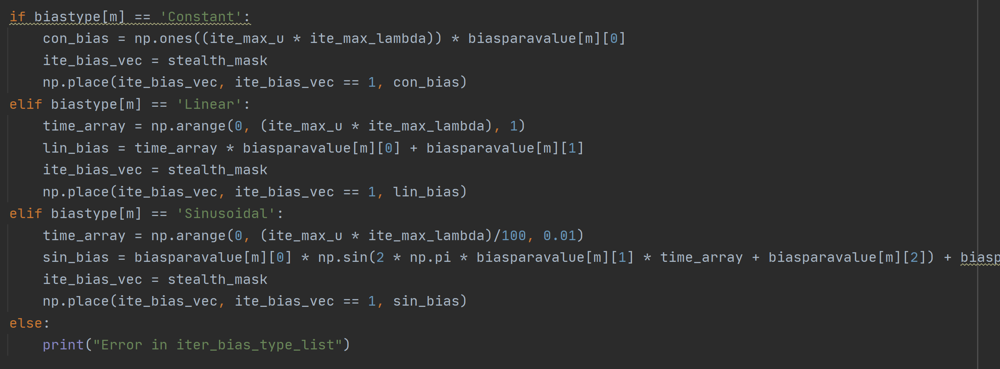 if biastype[m] == 'Constant':
    con_bias = np.ones((ite_max_u * ite_max_lambda)) * biasparavalue[m][0]
    ite_bias_vec = stealth_mask
    np.place(ite_bias_vec, ite_bias_vec == 1, con_bias)
elif biastype[m] == 'Linear':
    time_array = np.arange(0, (ite_max_u * ite_max_lambda), 1)
    lin_bias = time_array * biasparavalue[m][0] + biasparavalue[m][1]
    ite_bias_vec = stealth_mask
    np.place(ite_bias_vec, ite_bias_vec == 1, lin_bias)
elif biastype[m] == 'Sinusoidal':
    time_array = np.arange(0, (ite_max_u * ite_max_lambda)/100, 0.01)
    sin_bias = biasparavalue[m][0] * np.sin(2 * np.pi * biasparavalue[m][1] * time_array + biasparavalue[m][2]) + biasp
    ite_bias_vec = stealth_mask
    np.place(ite_bias_vec, ite_bias_vec == 1, sin_bias)
else:
    print("Error in iter_bias_type_list")